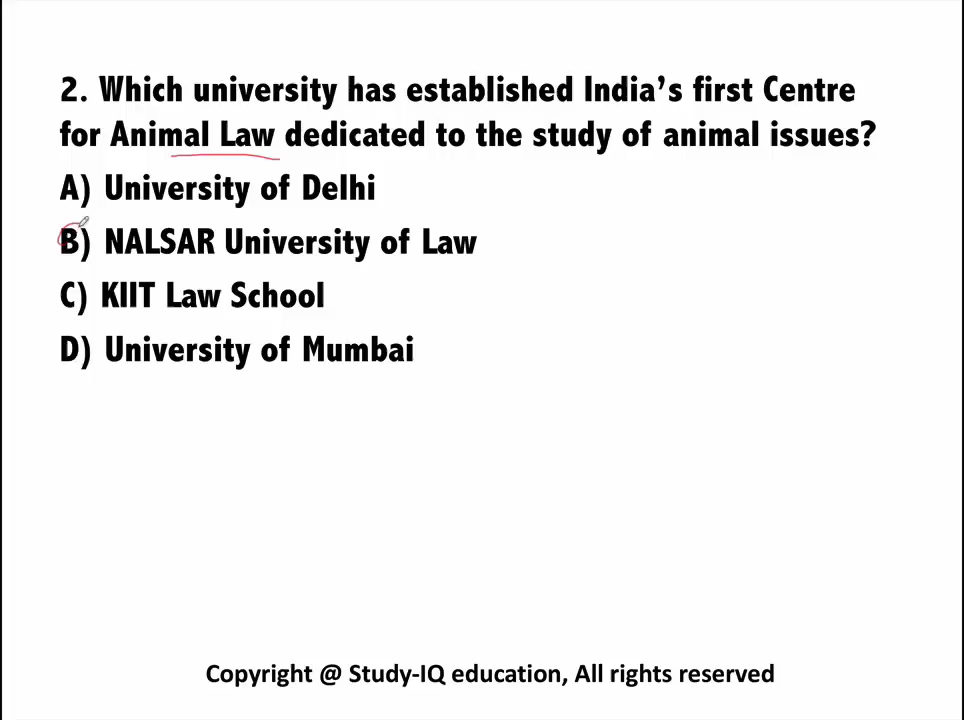 2. Which university has established India's first Centre
for Animal Law dedicated to the study of animal issues?
A) University of Delhi
B) NALSAR University of Law
C) KIIT Law School
D) University of Mumbai
Copyright @ Study-IQ education, All rights reserved